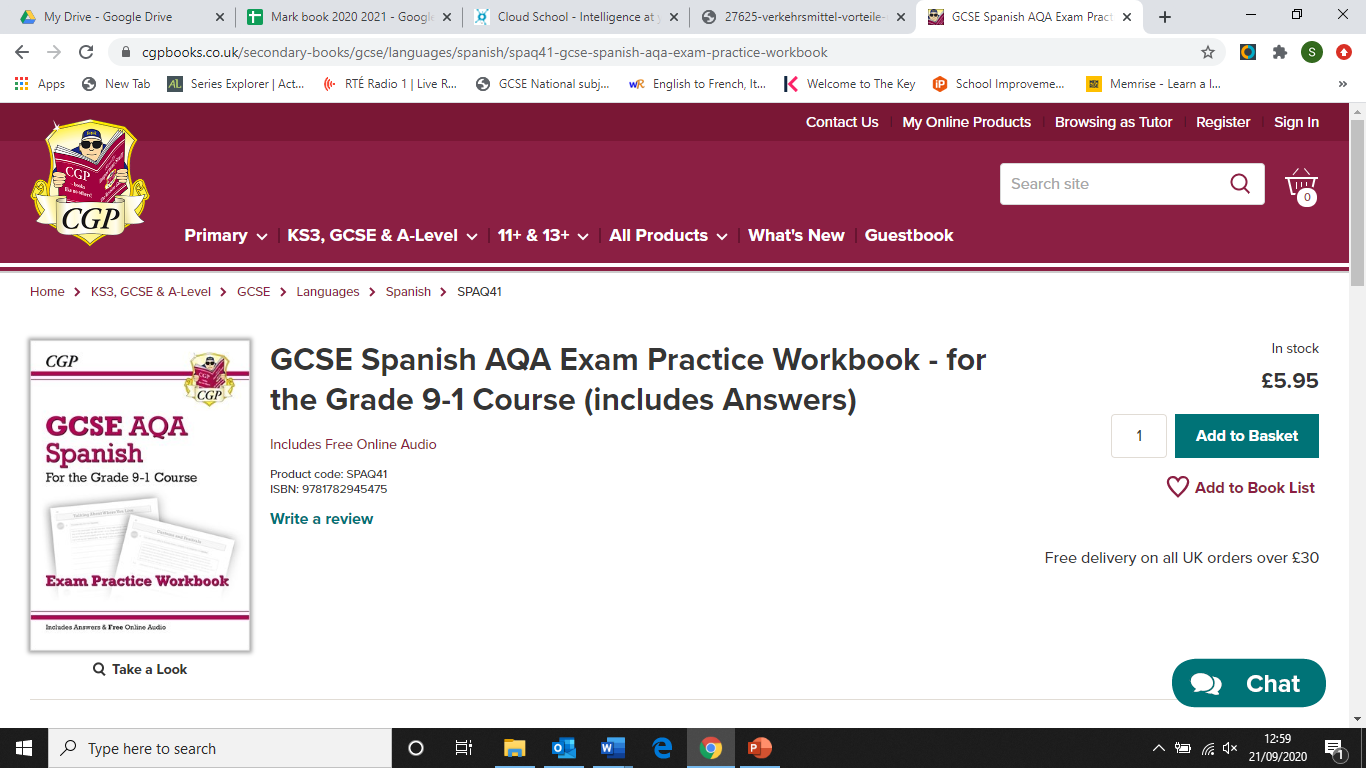 My Drive - Google Drive
Mark book 2020 2021 - Googl
Cloud School - Intelligence at y
27625-verkehrsmittel-vorteile-
GCSE Spanish AQA Exam Pract
cgpbooks.co.uk/secondary-books/gcse/languages/spanish/spaq41-gcse-spanish-aqa-exam-practice-workbook
S
Apps
New Tab
AL Series Explorer | Act...
RTÉ Radio 1 | Live R...
GCSE National subj...
wR English to French, It...
Welcome to The Key
iP School Improveme...
Memrise - Learn a l...
Contact Us
My Online Products
Browsing as Tutor
Register
Sign In
CGP
CGP
Search site
0
Primary
KS3, GCSE & A-Level
11+ & 13+
All Products
What's New
Guestbook
Home > KS3, GCSE & A-Level > GCSE > Languages > Spanish > SPAQ41
CGP
CGP
GCSE AQA
Spanish
For the Grade 9-1 Course
Exam Practice Workbook
Includes Answers & Free Online Audio
Take a Look
GCSE Spanish AQA Exam Practice Workbook - for
the Grade 9-1 Course (includes Answers)
Includes Free Online Audio
Product code: SPAQ41
ISBN: 9781782945475
Write a review
In stock
£5.95
1
Add to Basket
Add to Book List
Free delivery on all UK orders over £30
Chat
Type here to search
12:59
21/09/2020
1